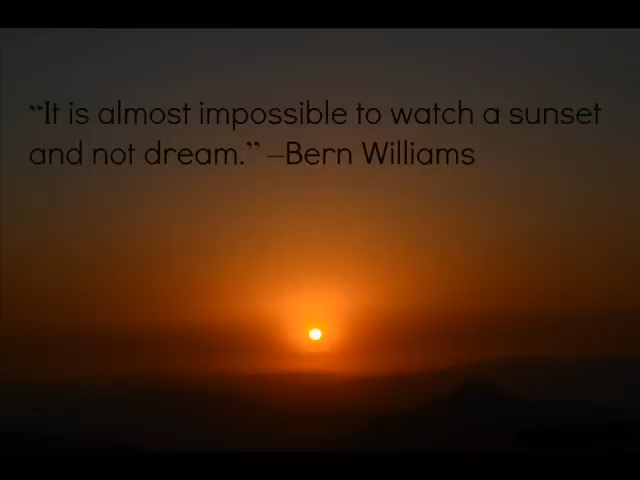 “It is almost impossible to watch a sunset
and not dream.” –Bern Williams